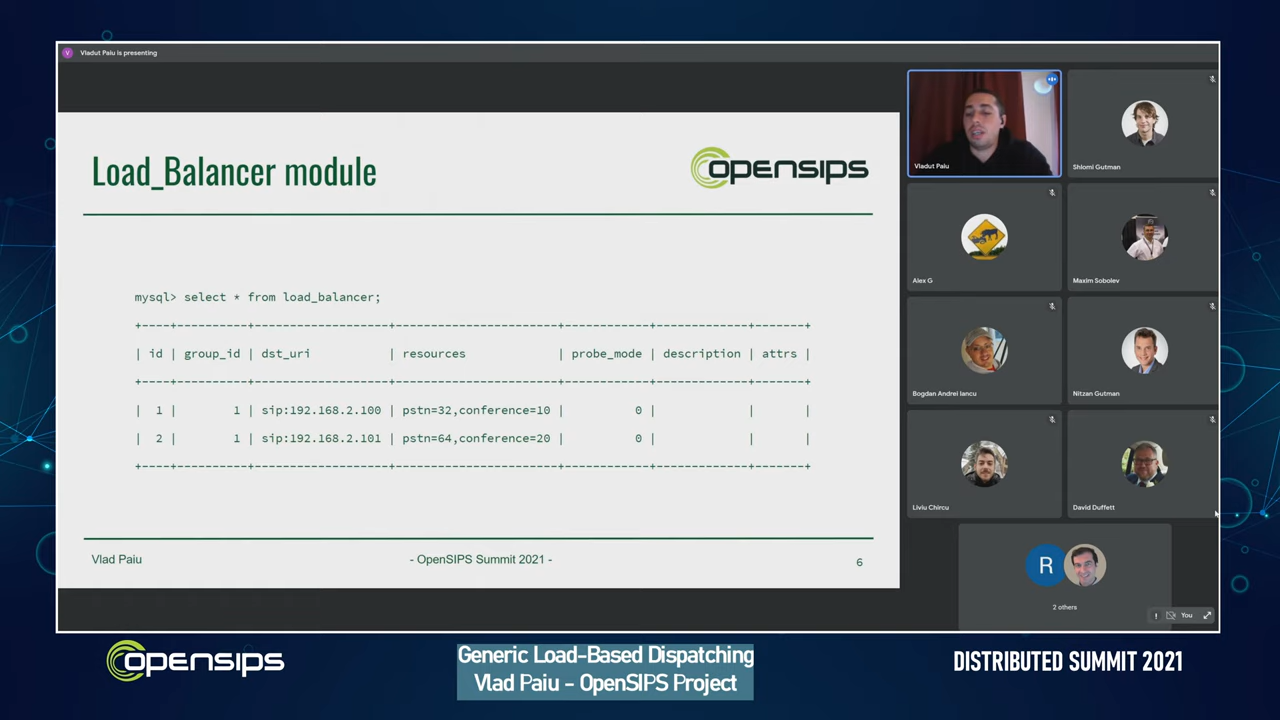 Vladut Paiu is presenting
Load_Balancer module
opensips
mysql> select * from load_balancer;
+----+----------+-------------------+-----------------------+------------+-------------+-------+
| id | group_id | dst_uri | resources | probe_mode | description | attrs |
+----+----------+-------------------+-----------------------+------------+-------------+-------+
| 1 | 1 | sip:192.168.2.100 | pstn=32,conference=10 | 0 | | |
| 2 | 1 | sip:192.168.2.101 | pstn=64,conference=20 | 0 | | |
+----+----------+-------------------+-----------------------+------------+-------------+-------+
Vlad Paiu
- OpenSIPS Summit 2021 -
6
Vladut Paiu
Shlomi Gutman
Alex G
Maxim Sobolev
Bogdan Andrei Iancu
Nitzan Gutman
Liviu Chircu
David Duffett
R
2 others
You
opensips
Generic Load-Based Dispatching
Vlad Paiu - OpenSIPS Project
DISTRIBUTED SUMMIT 2021